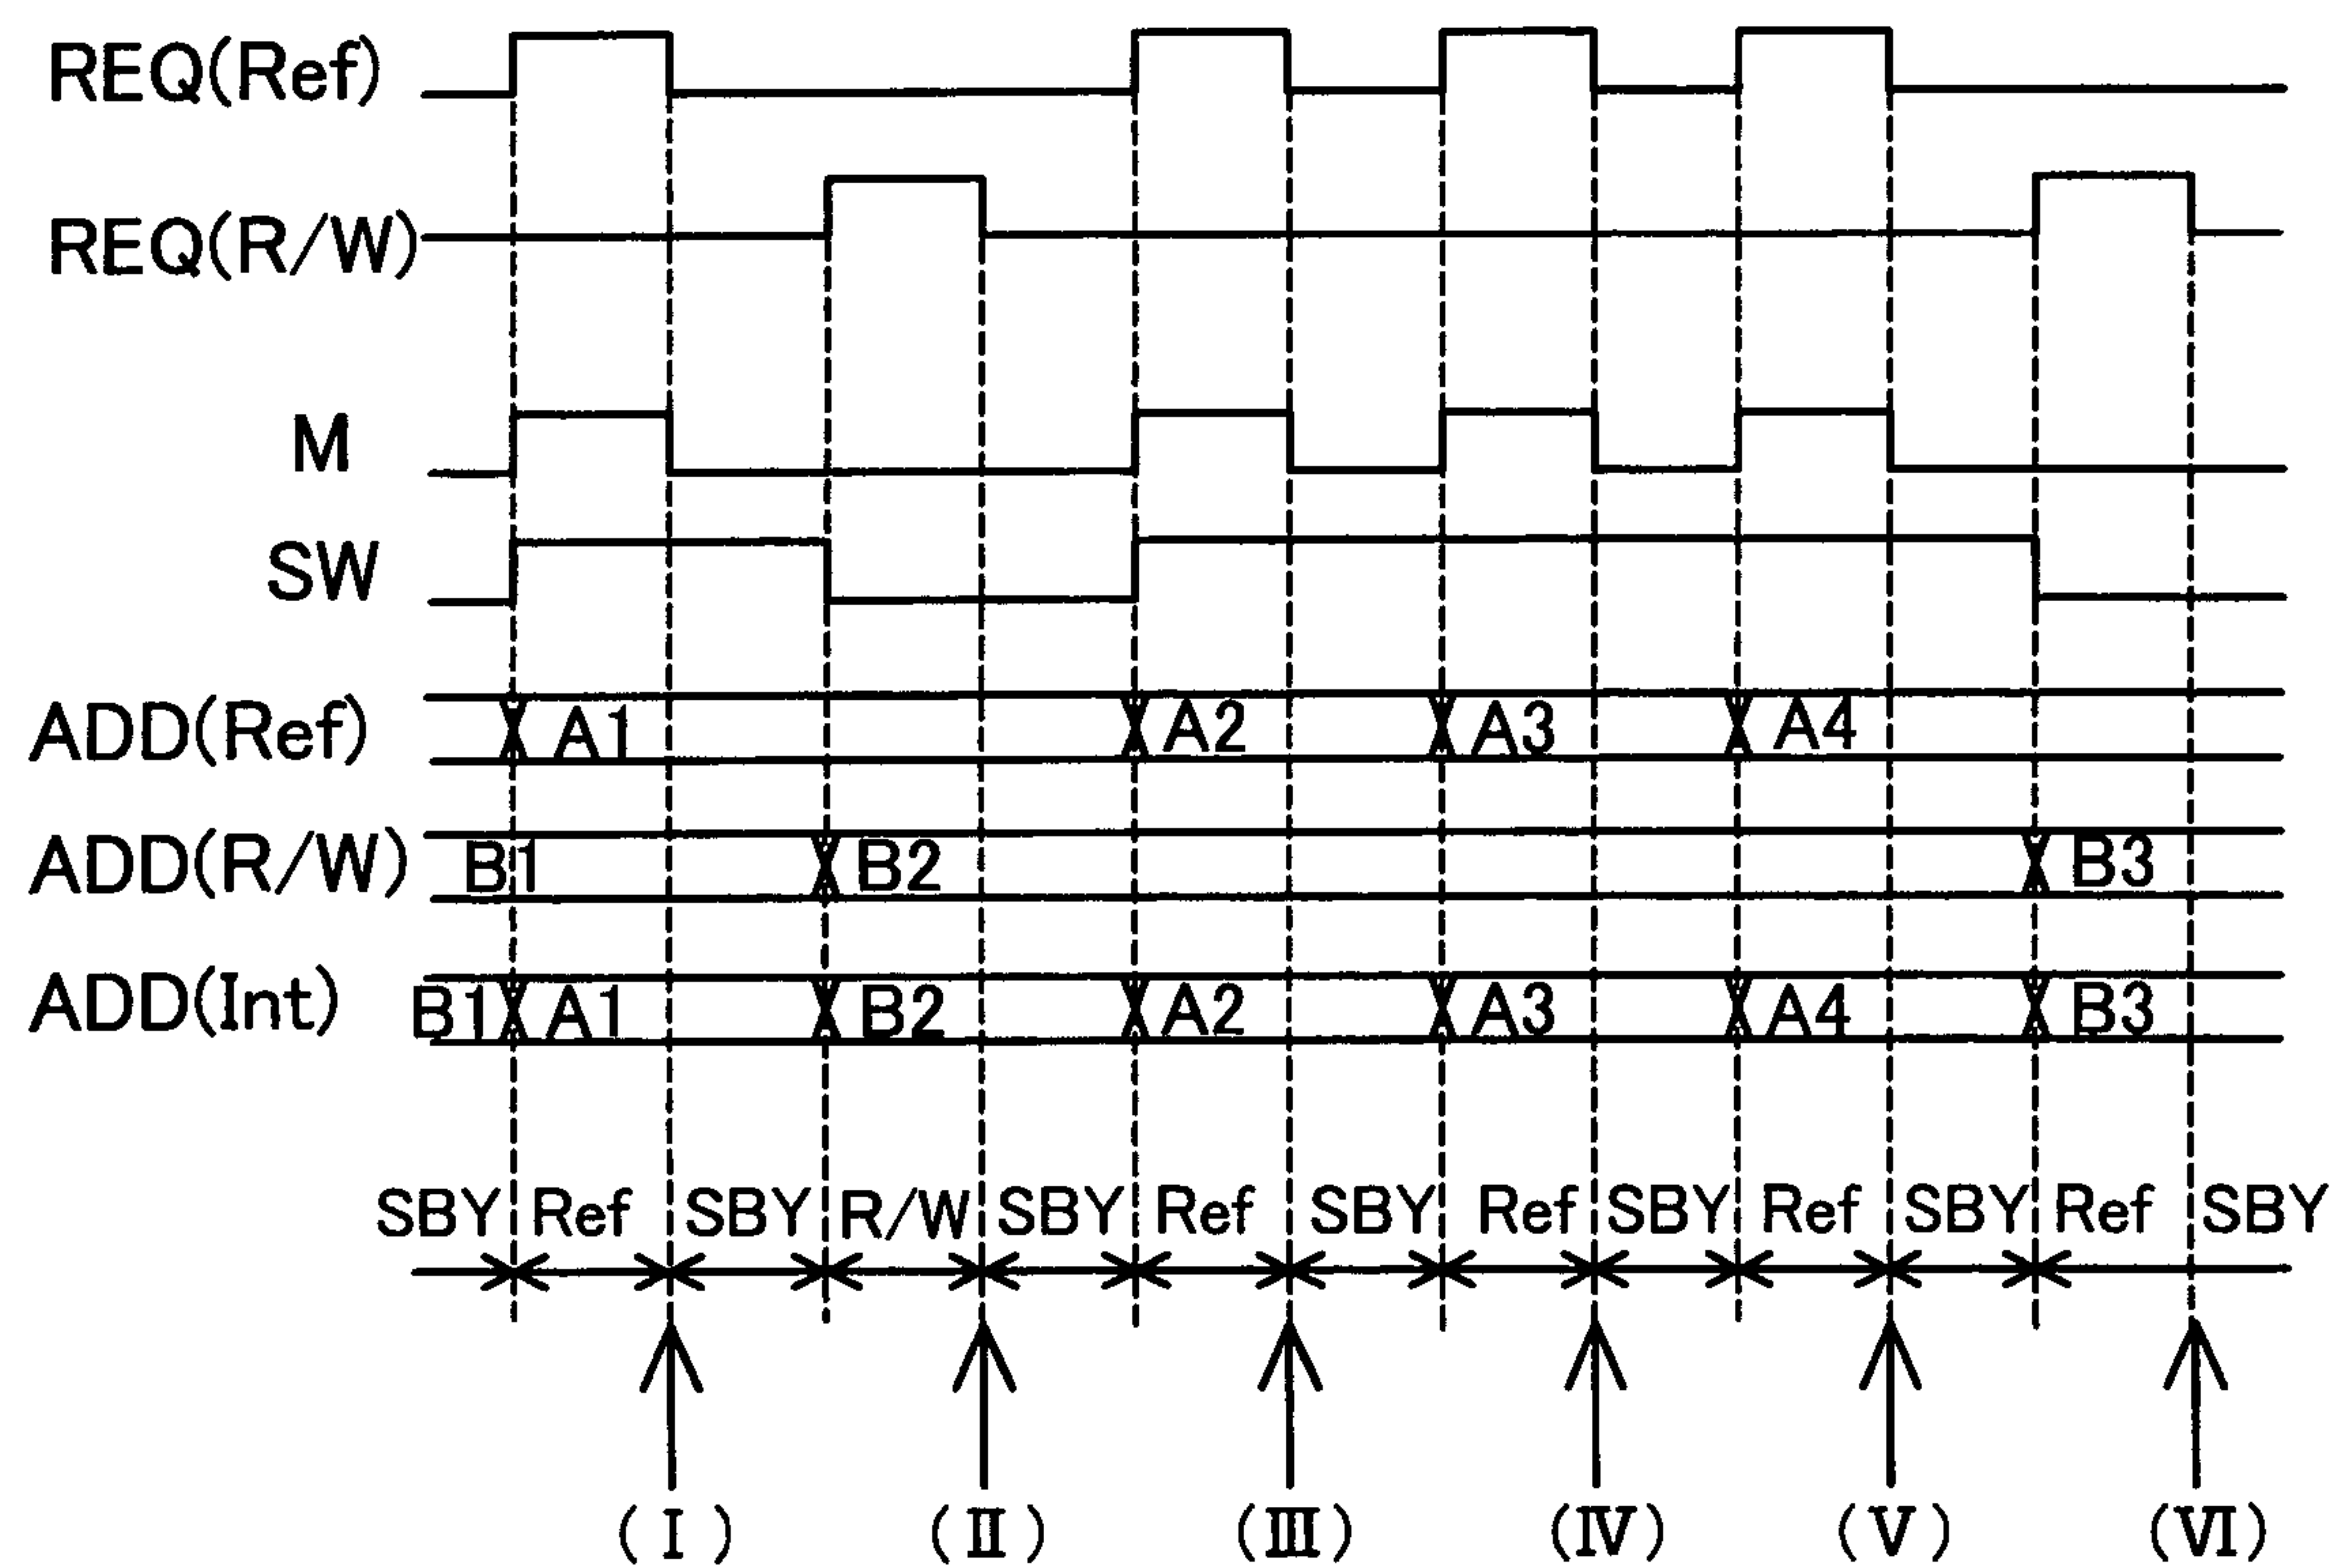 REQ(Ref)
REQ(R/W)
M
SW
ADD(Ref) A1 A2 A3 A4
ADD(R/W) B1 B2 B3
ADD(Int) B1 A1 B2 A2 A3 A4 B3
SBY Ref SBY R/W SBY Ref SBY Ref SBY Ref SBY Ref SBY
(Ⅰ) (Ⅱ) (Ⅲ) (Ⅳ) (Ⅴ) (Ⅵ)